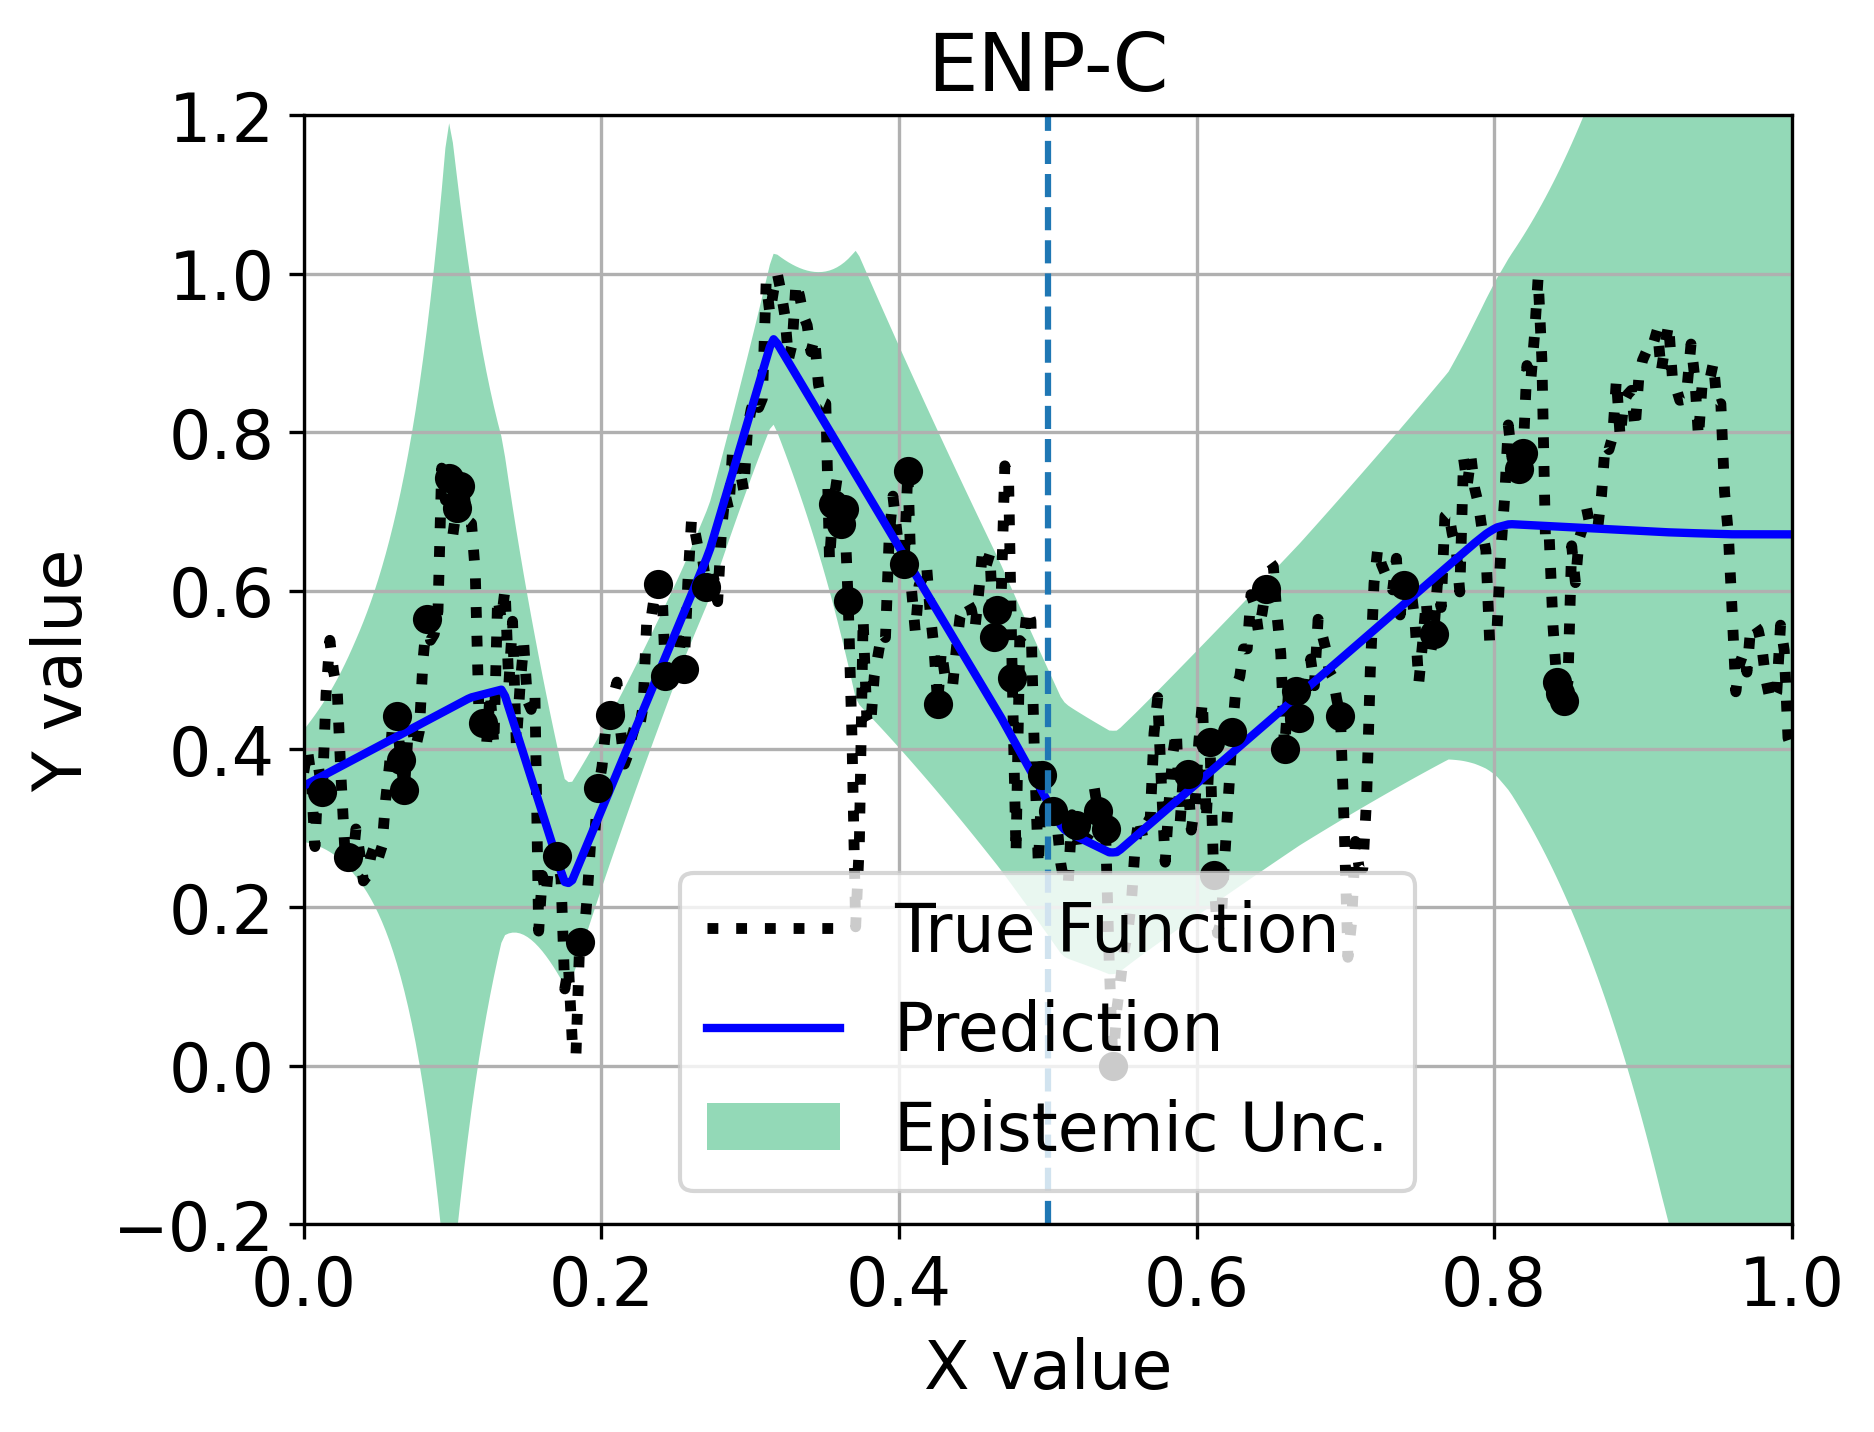 ENP-C
1.2
1.0
0.8
0.6
0.4
0.2
0.0
−0.2
Y value
True Function
Prediction
Epistemic Unc.
0.0 0.2 0.4 0.6 0.8 1.0
X value